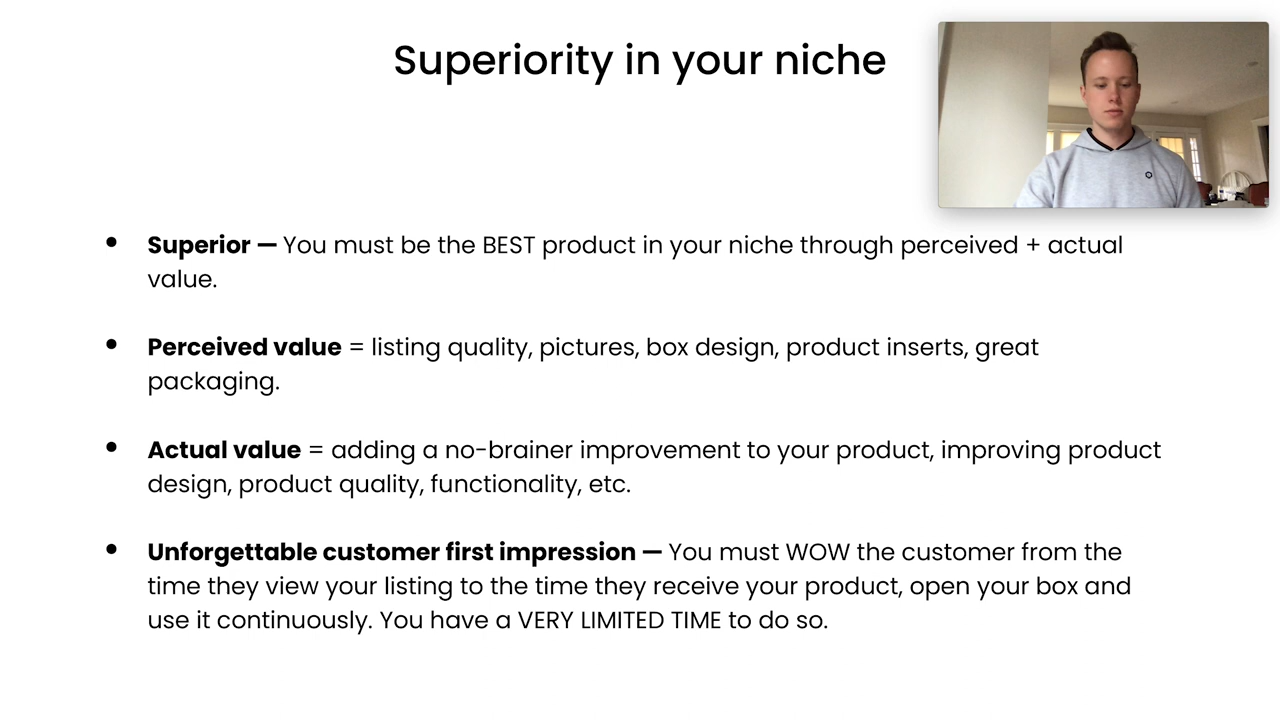 Superiority in your niche
Superior — You must be the BEST product in your niche through perceived + actual
value.
Perceived value = listing quality, pictures, box design, product inserts, great
packaging.
Actual value = adding a no-brainer improvement to your product, improving product
design, product quality, functionality, etc.
Unforgettable customer first impression — You must WOW the customer from the
time they view your listing to the time they receive your product, open your box and
use it continuously. You have a VERY LIMITED TIME to do so.